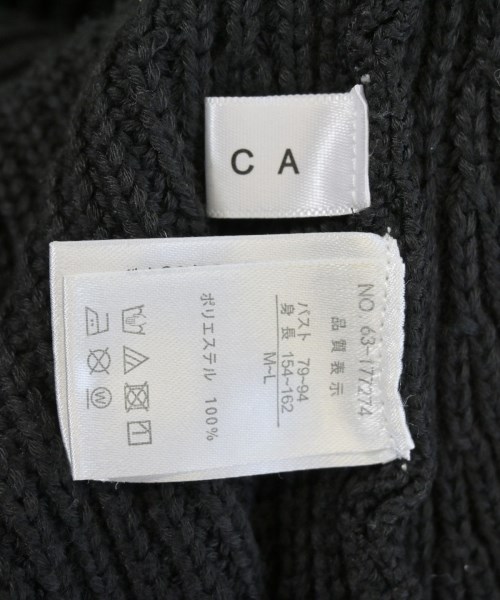 C A
NO 63-177274
品質表示
バスト 79~94
身長 154~162
M~L
ポリエステル 100%
W